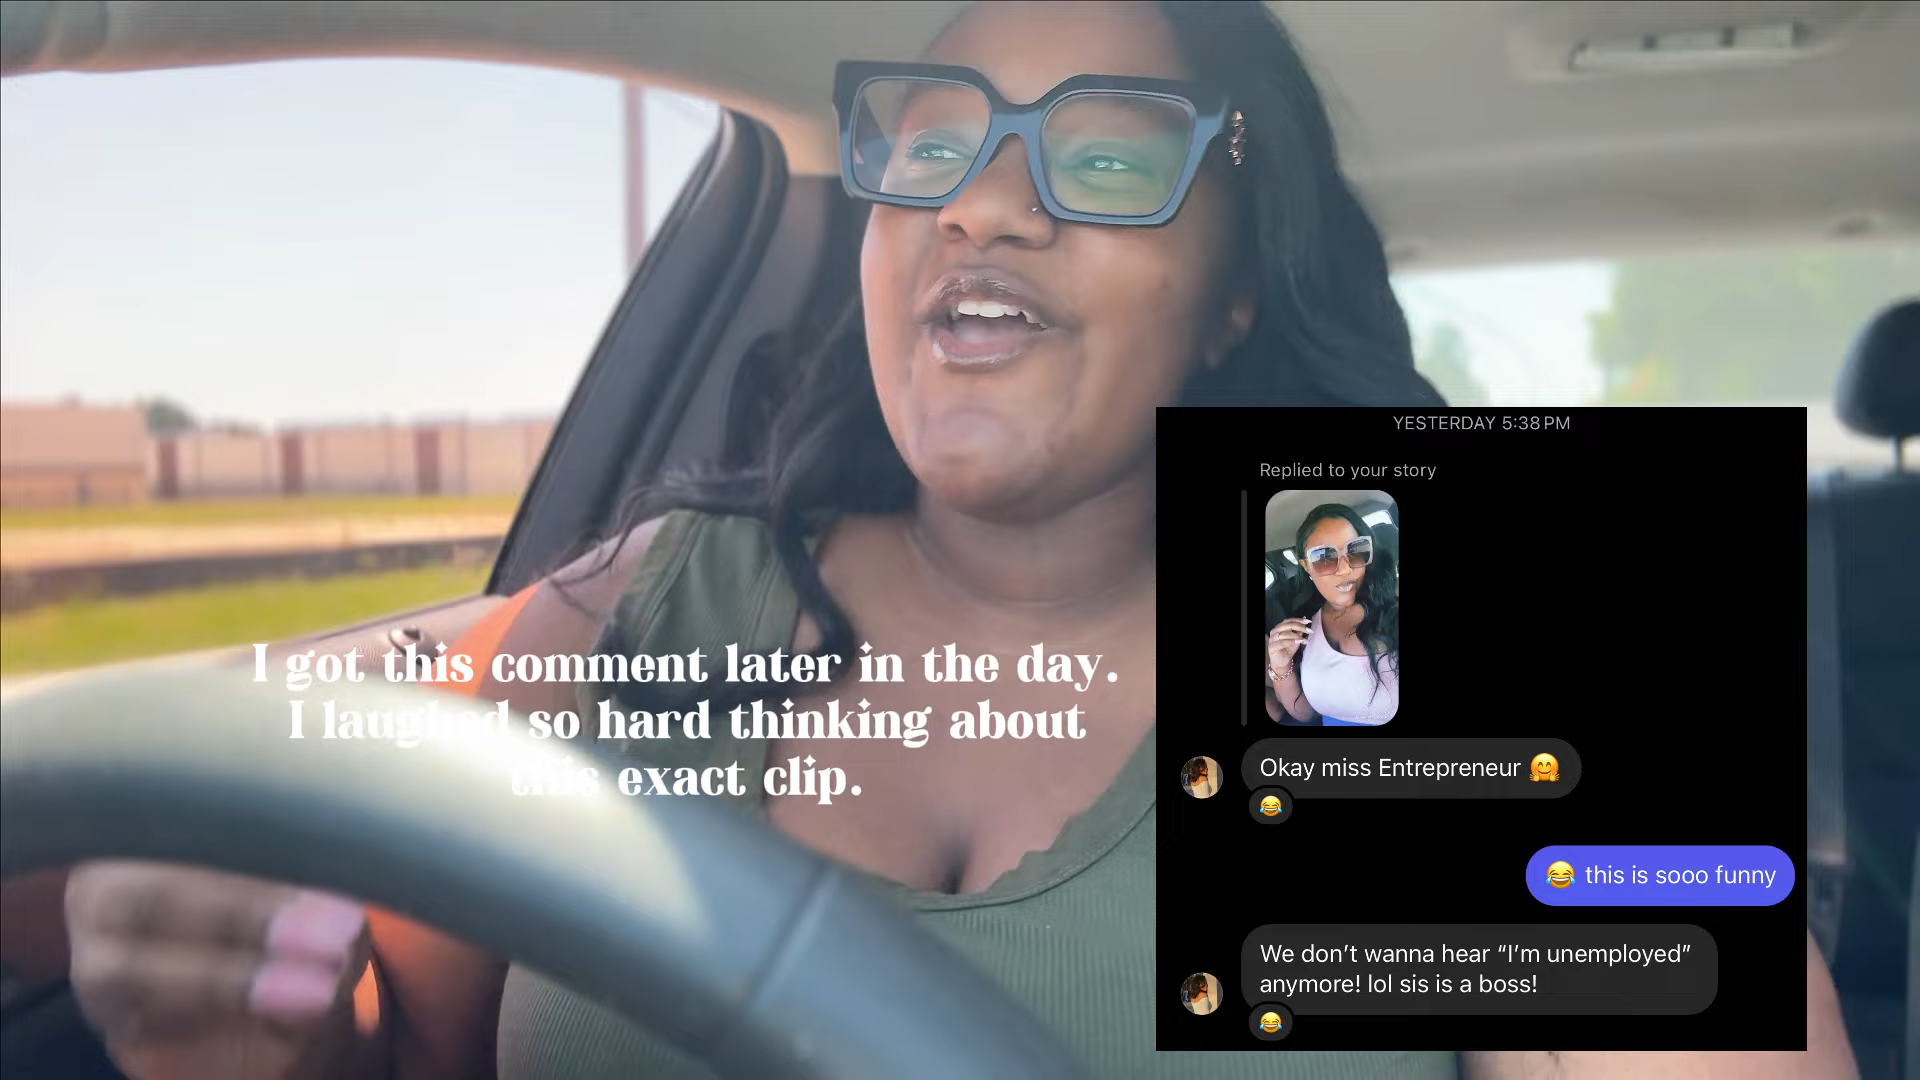 I got this comment later in the day.
I laughed so hard thinking about
this exact clip.
YESTERDAY 5:38 PM
Replied to your story
Okay miss Entrepreneur 🤗
😂
😂 this is sooo funny
We don’t wanna hear “I’m unemployed”
anymore! lol sis is a boss!
😂